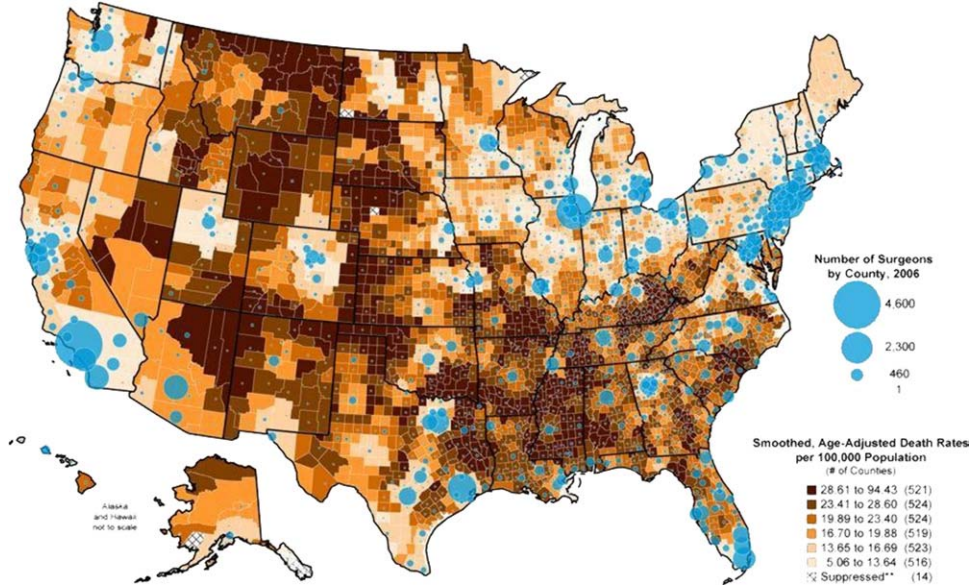 Number of Surgeons
by County, 2006
4,600
2,300
460
1
Smoothed, Age-Adjusted Death Rates
per 100,000 Population
(# of Counties)
28.61 to 94.43 (521)
23.41 to 28.60 (524)
19.89 to 23.40 (524)
16.70 to 19.88 (519)
13.65 to 16.69 (523)
5.06 to 13.64 (516)
Suppressed** (14)
Alaska
and Hawaii
not to scale